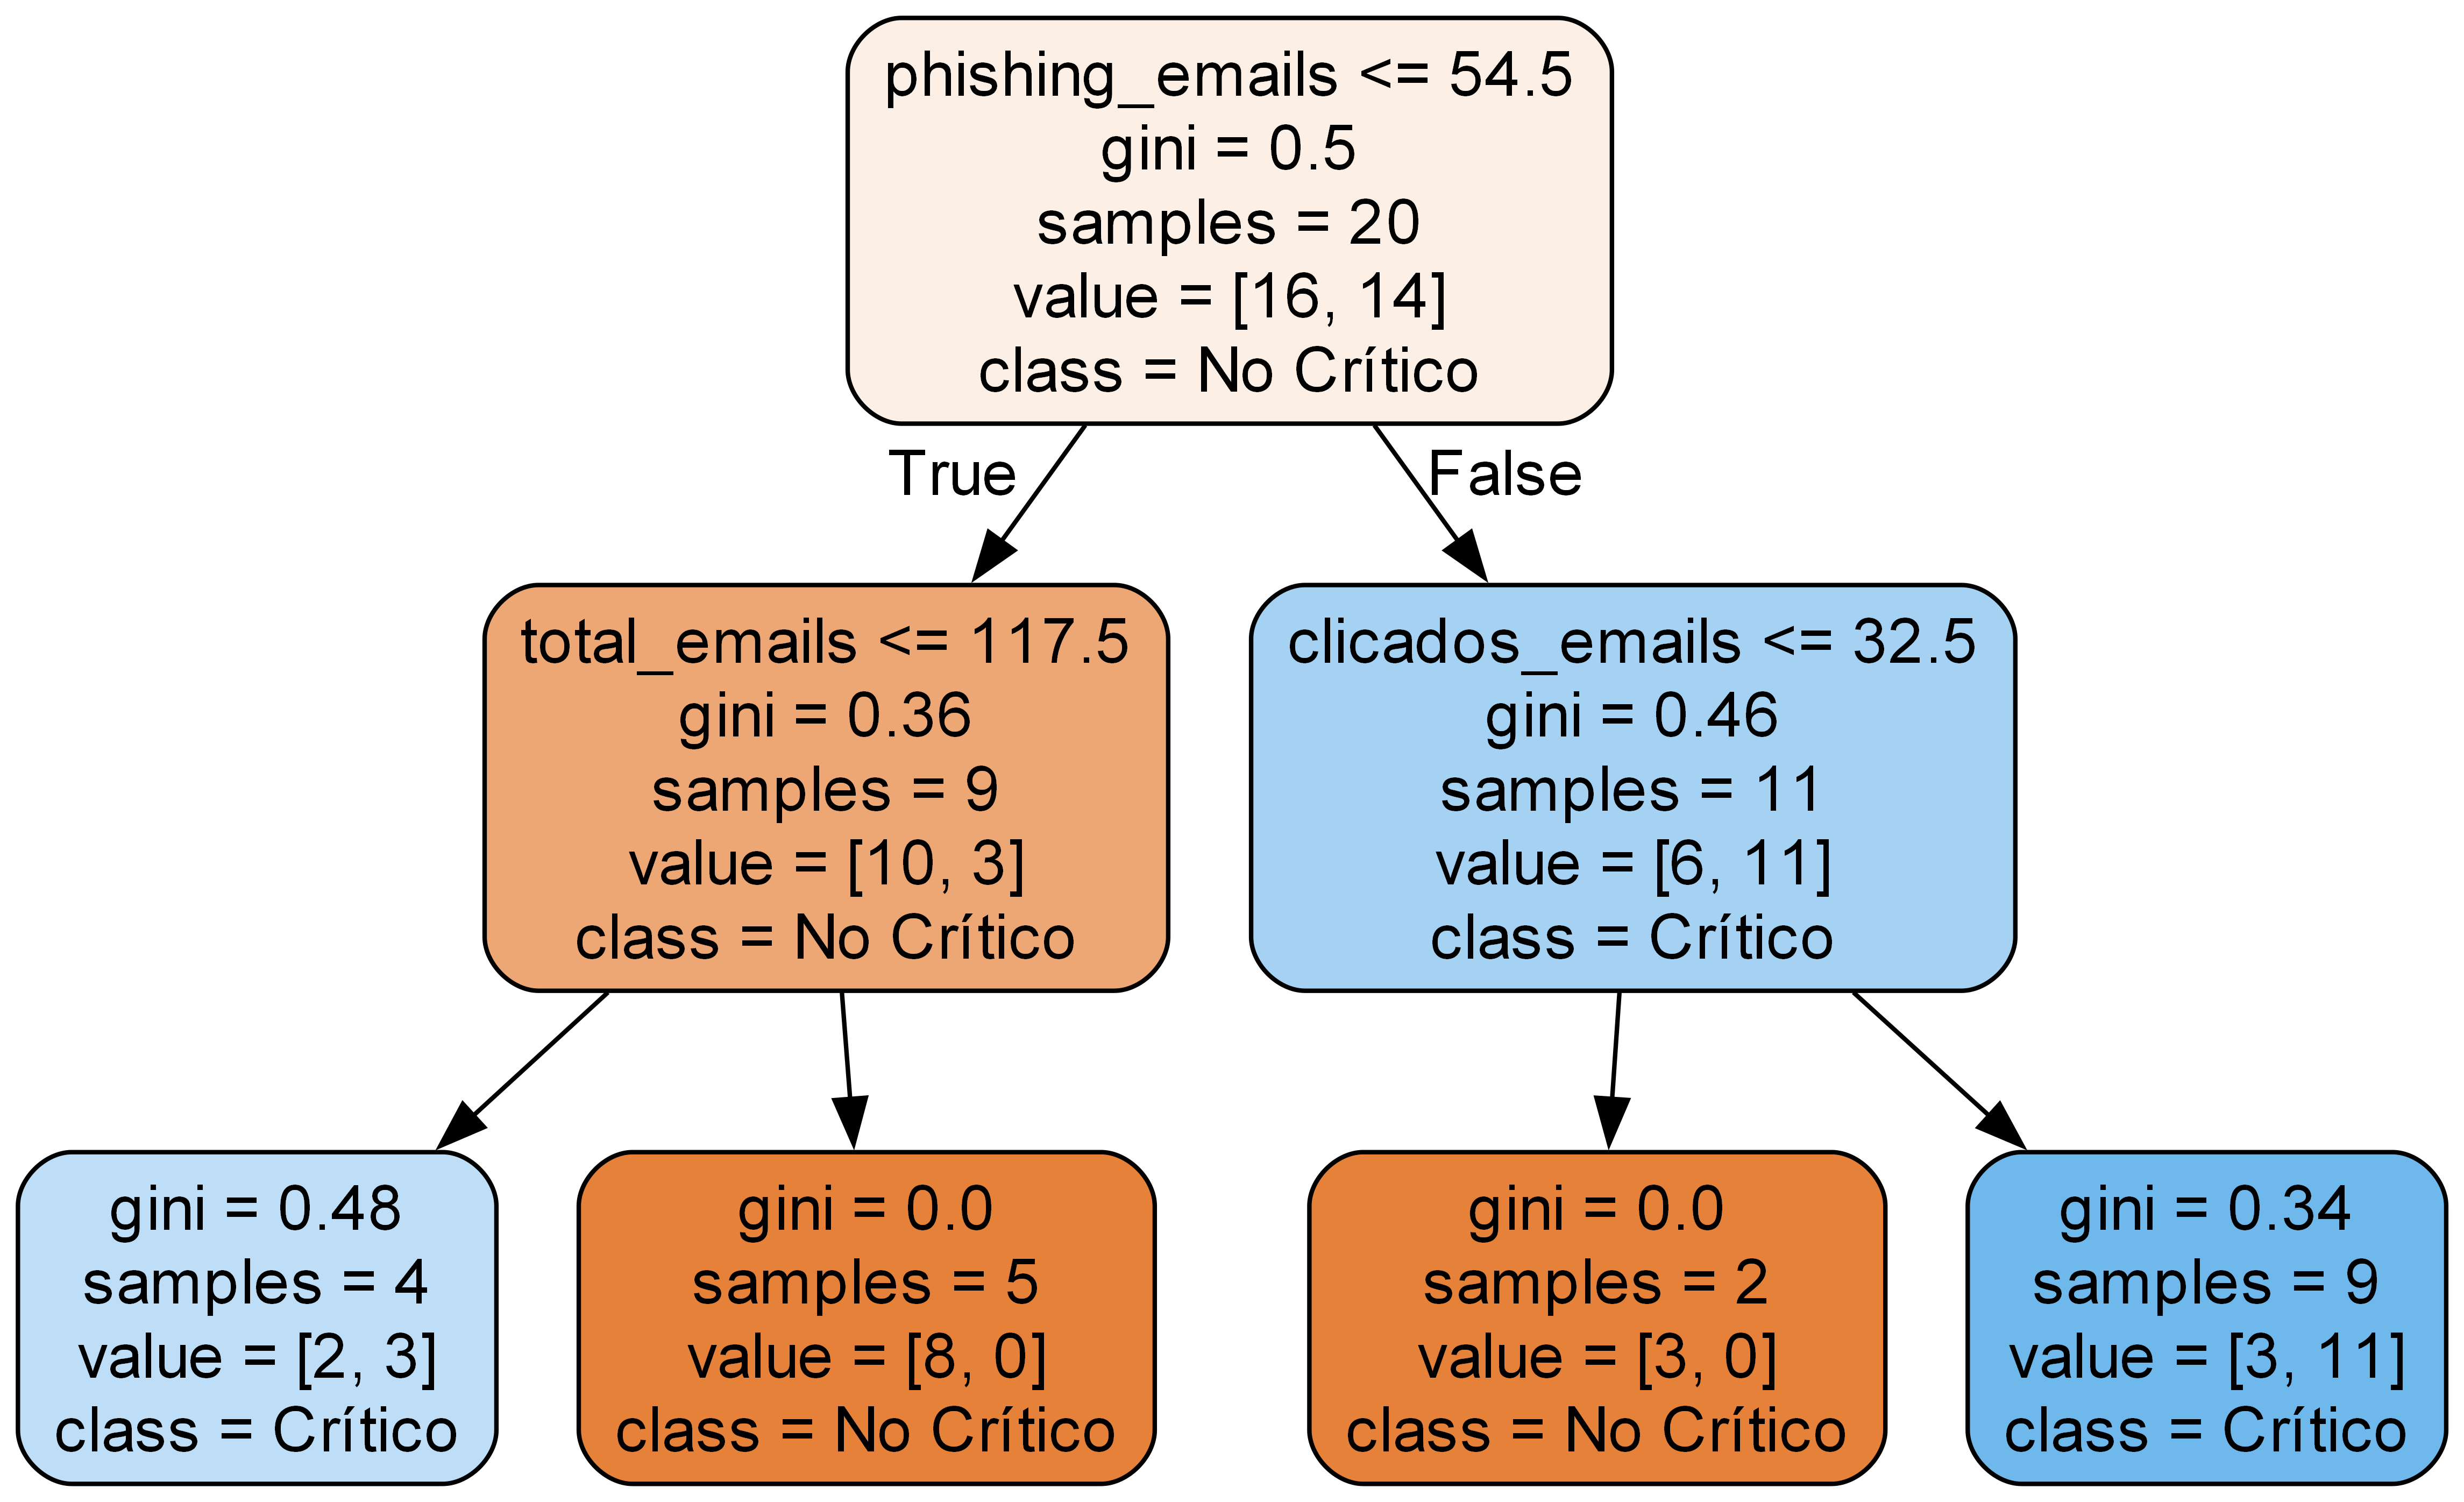 phishing_emails <= 54.5
gini = 0.5
samples = 20
value = [16, 14]
class = No Crítico
True
False
total_emails <= 117.5
gini = 0.36
samples = 9
value = [10, 3]
class = No Crítico
clicados_emails <= 32.5
gini = 0.46
samples = 11
value = [6, 11]
class = Crítico
gini = 0.48
samples = 4
value = [2, 3]
class = Crítico
gini = 0.0
samples = 5
value = [8, 0]
class = No Crítico
gini = 0.0
samples = 2
value = [3, 0]
class = No Crítico
gini = 0.34
samples = 9
value = [3, 11]
class = Crítico